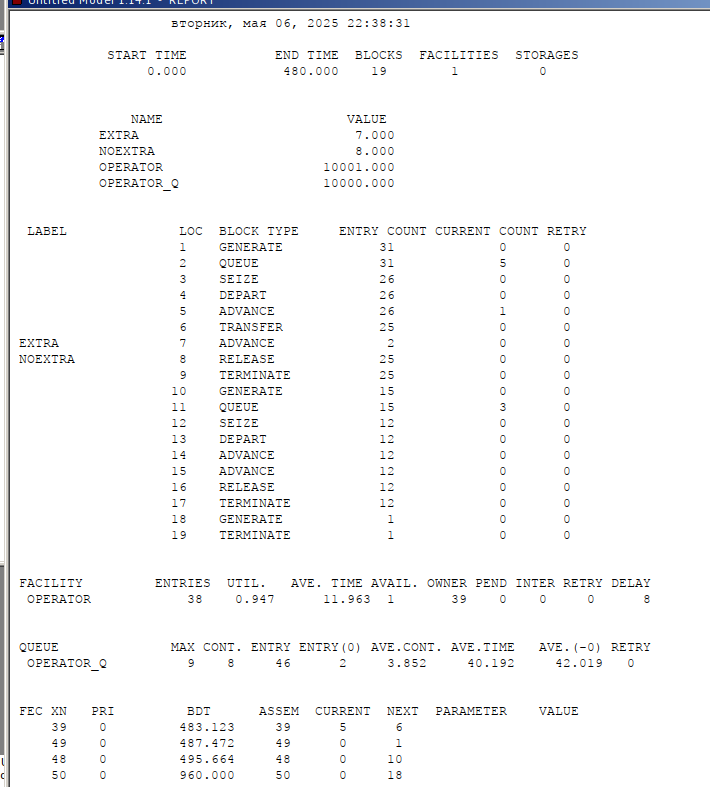 Untitled Model 1.14.1 - REPORT
вторник, мая 06, 2025 22:38:31
START TIME END TIME BLOCKS FACILITIES STORAGES
0.000 480.000 19 1 0
NAME VALUE
EXTRA 7.000
NOEXTRA 8.000
OPERATOR 10001.000
OPERATOR_Q 10000.000
LABEL LOC BLOCK TYPE ENTRY COUNT CURRENT COUNT RETRY
1 GENERATE 31 0 0
2 QUEUE 31 5 0
3 SEIZE 26 0 0
4 DEPART 26 0 0
5 ADVANCE 26 1 0
6 TRANSFER 25 0 0
EXTRA 7 ADVANCE 2 0 0
NOEXTRA 8 RELEASE 25 0 0
9 TERMINATE 25 0 0
10 GENERATE 15 0 0
11 QUEUE 15 3 0
12 SEIZE 12 0 0
13 DEPART 12 0 0
14 ADVANCE 12 0 0
15 ADVANCE 12 0 0
16 RELEASE 12 0 0
17 TERMINATE 12 0 0
18 GENERATE 1 0 0
19 TERMINATE 1 0 0
FACILITY ENTRIES UTIL. AVE. TIME AVAIL. OWNER PEND INTER RETRY DELAY
OPERATOR 38 0.947 11.963 1 39 0 0 0 8
QUEUE MAX CONT. ENTRY ENTRY(0) AVE.CONT. AVE.TIME AVE.(-0) RETRY
OPERATOR_Q 9 8 46 2 3.852 40.192 42.019 0
FEC XN PRI BDT ASSEM CURRENT NEXT PARAMETER VALUE
39 0 483.123 39 5 6
49 0 487.472 49 0 1
48 0 495.664 48 0 10
50 0 960.000 50 0 18